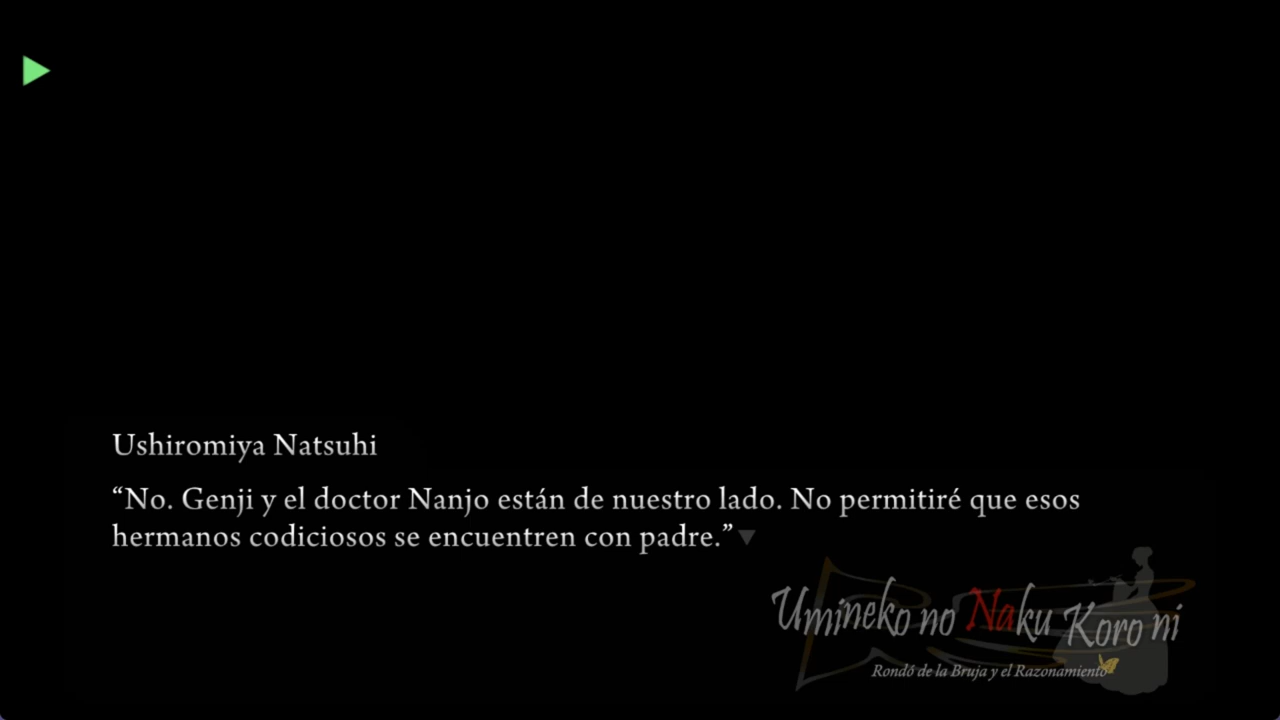 Ushiromiya Natsuhi
“No. Genji y el doctor Nanjo están de nuestro lado. No permitiré que esos
hermanos codiciosos se encuentren con padre.”
Umineko no Naku Koro ni
Rondó de la Bruja y el Razonamiento